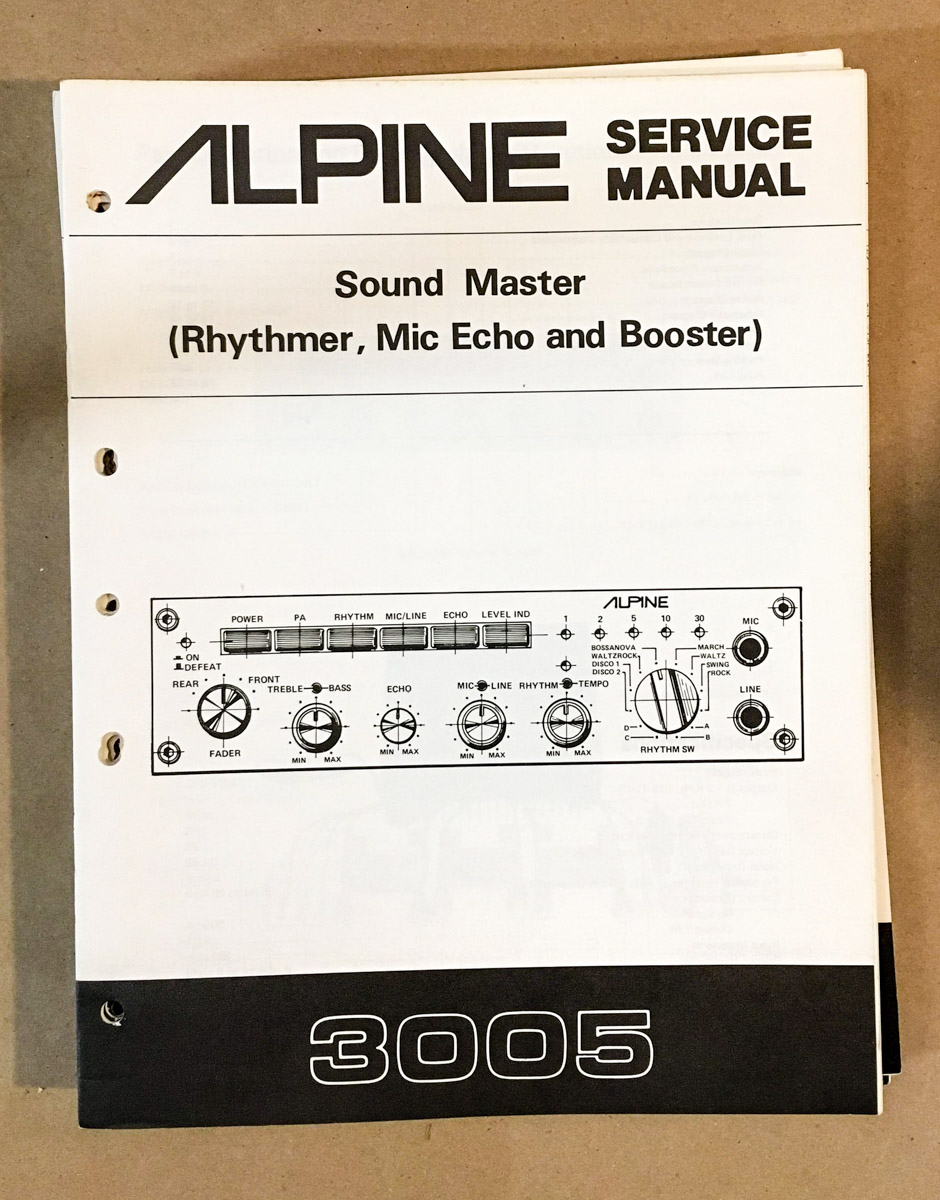 ALPINE SERVICE MANUAL
Sound Master
(Rhythmer, Mic Echo and Booster)
ALPINE
POWER PA RHYTHM MIC/LINE ECHO LEVEL IND
1 2 5 10 30
MIC
ON
DEFEAT
BOSSANOVA
WALTZROCK
DISCO 1
DISCO 2
MARCH
WALTZ
SWING
ROCK
REAR FRONT
TREBLE BASS
ECHO
MIC LINE
RHYTHM TEMPO
LINE
D A
C B
FADER
MIN MAX
MIN MAX
MIN MAX
MIN MAX
RHYTHM SW
3005